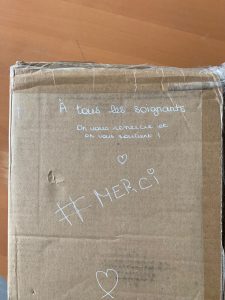 À tous les soignants
On vous remercie et
on vous soutient !
#MERCI